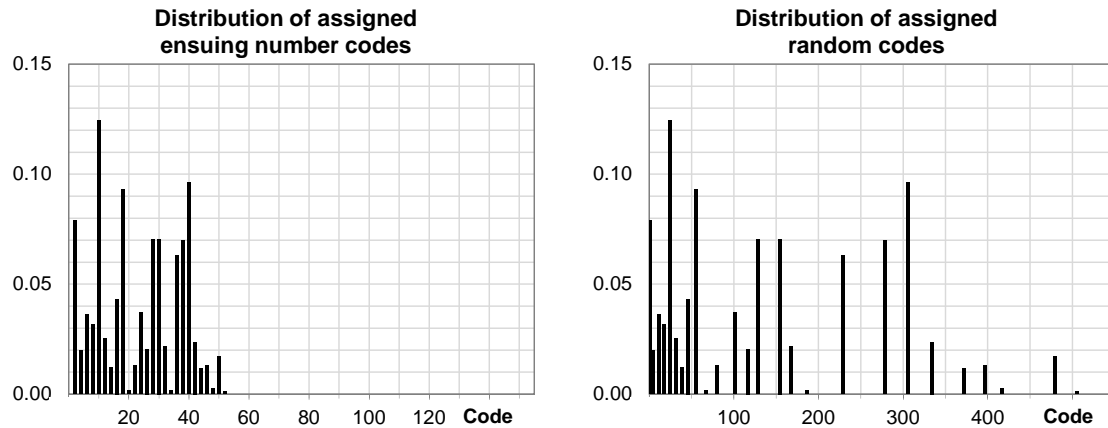 Distribution of assigned
ensuing number codes
0.15
0.10
0.05
0.00
20 40 60 80 100 120 Code
Distribution of assigned
random codes
0.15
0.10
0.05
0.00
100 200 300 400 Code